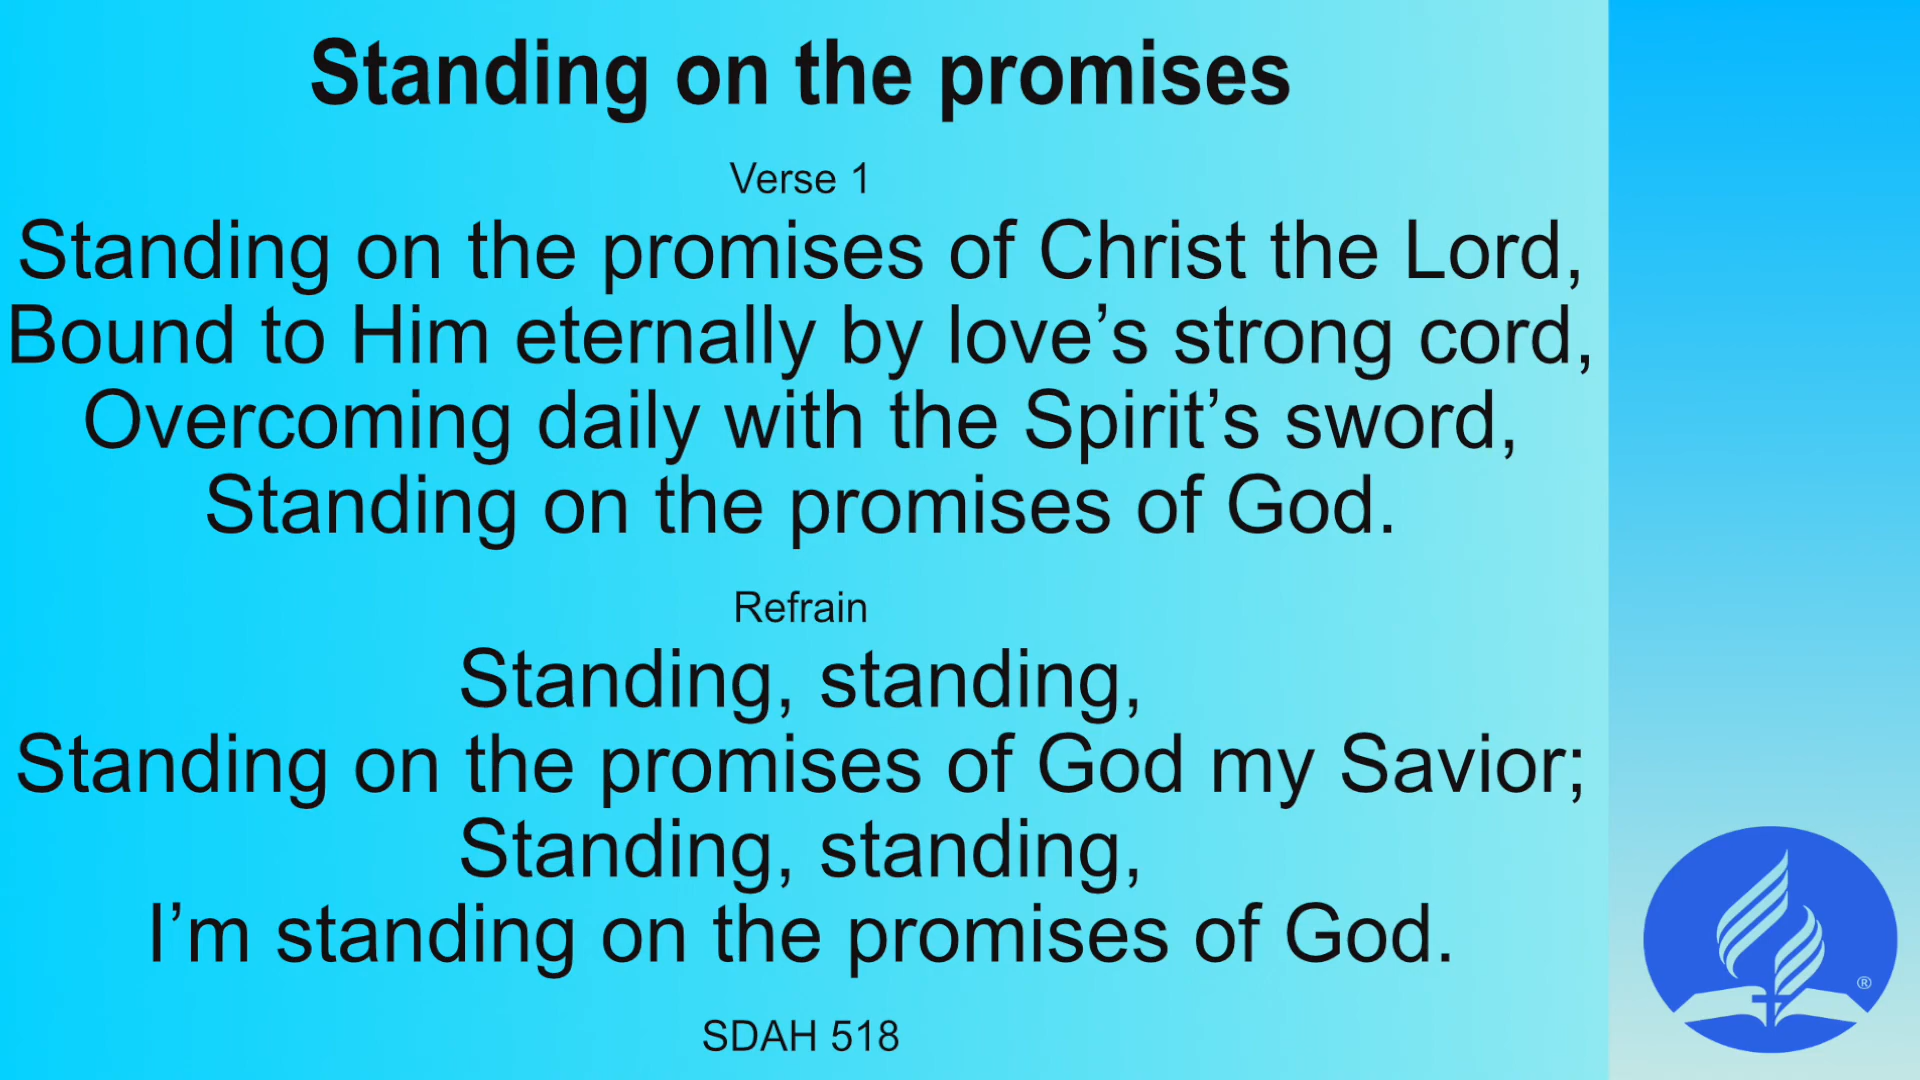 Standing on the promises
Verse 1
Standing on the promises of Christ the Lord,
Bound to Him eternally by love’s strong cord,
Overcoming daily with the Spirit’s sword,
Standing on the promises of God.
Refrain
Standing, standing,
Standing on the promises of God my Savior;
Standing, standing,
I’m standing on the promises of God.
SDAH 518
®